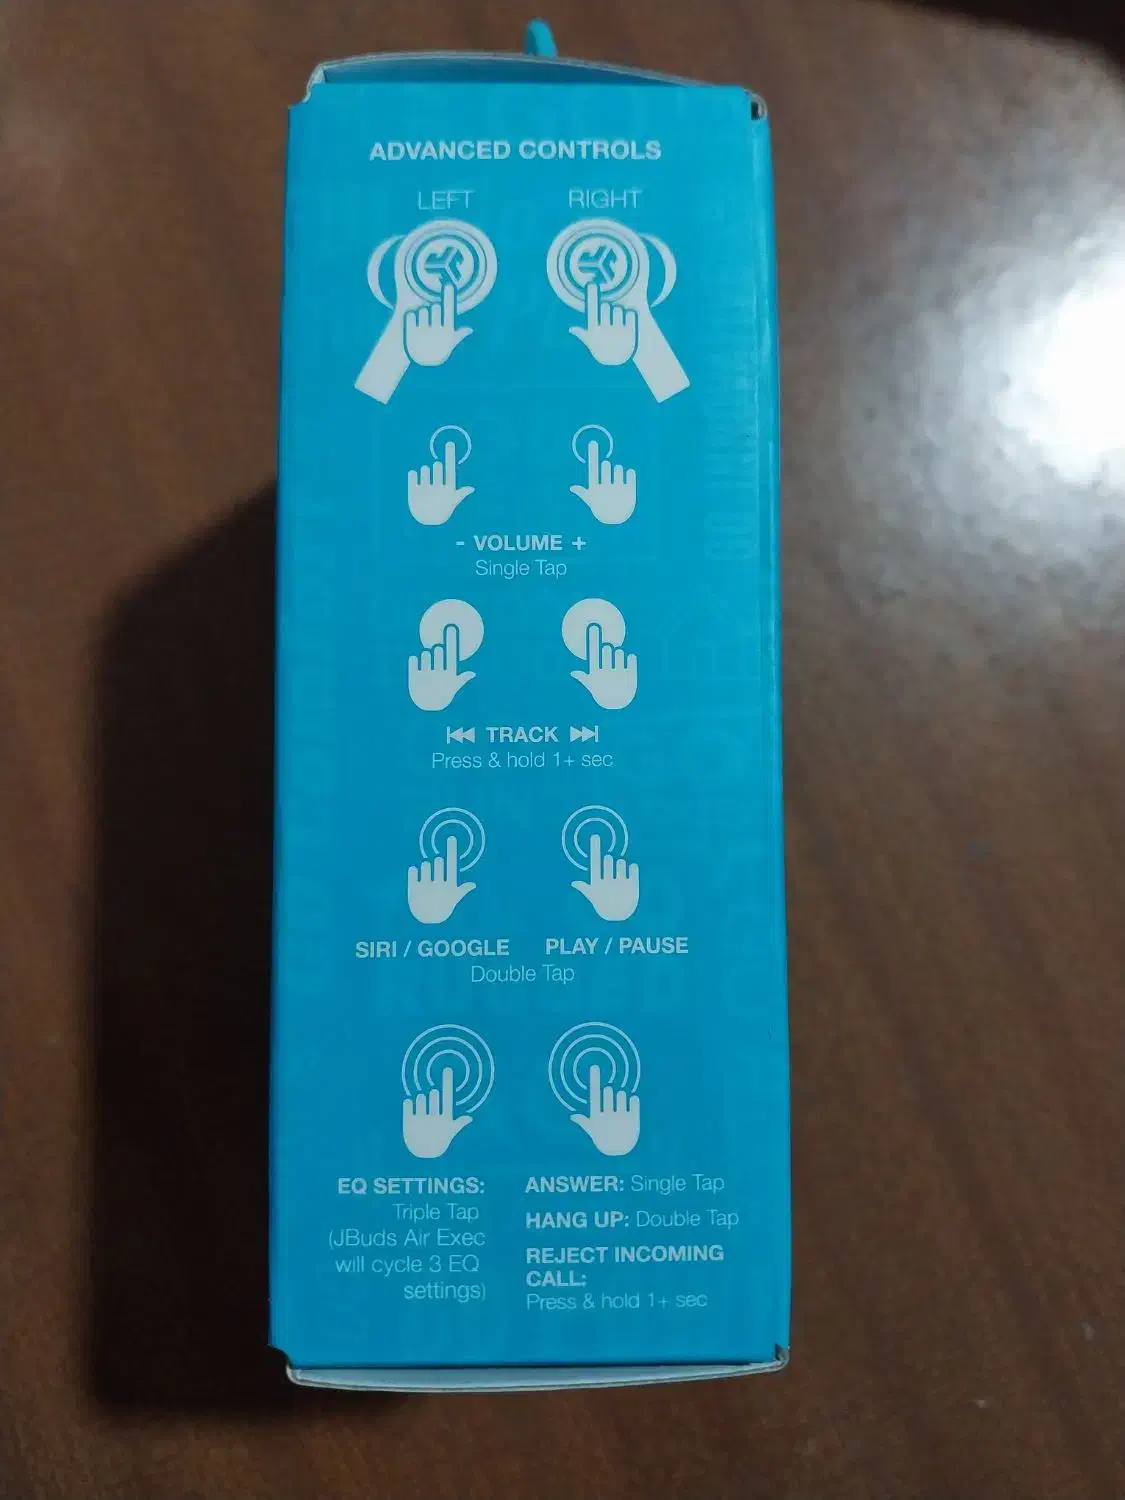 ADVANCED CONTROLS
LEFT RIGHT
- VOLUME +
Single Tap
TRACK
Press & hold 1+ sec
SIRI / GOOGLE PLAY / PAUSE
Double Tap
EQ SETTINGS:
Triple Tap
(JBuds Air Exec
will cycle 3 EQ
settings)
ANSWER: Single Tap
HANG UP: Double Tap
REJECT INCOMING
CALL:
Press & hold 1+ sec